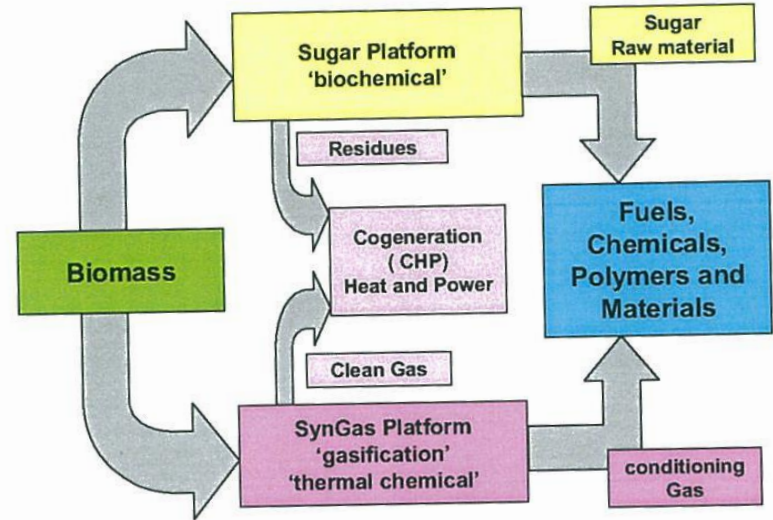 Sugar Platform
‘biochemical’
Sugar
Raw material
Residues
Biomass
Cogeneration
( CHP)
Heat and Power
Fuels,
Chemicals,
Polymers and
Materials
Clean Gas
SynGas Platform
‘gasification’
‘thermal chemical’
conditioning
Gas